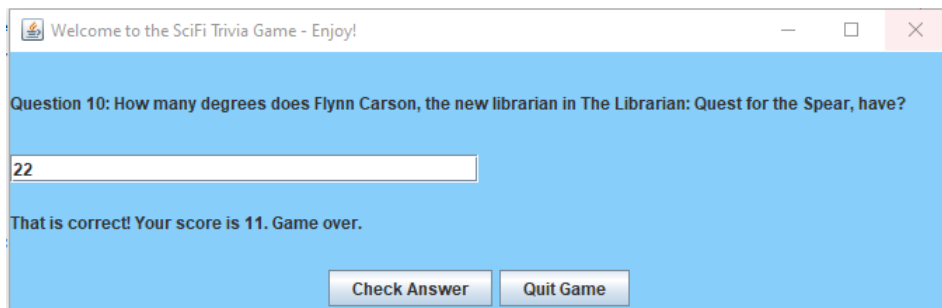 Welcome to the SciFi Trivia Game - Enjoy!
Question 10: How many degrees does Flynn Carson, the new librarian in The Librarian: Quest for the Spear, have?
22
That is correct! Your score is 11. Game over.
Check Answer Quit Game